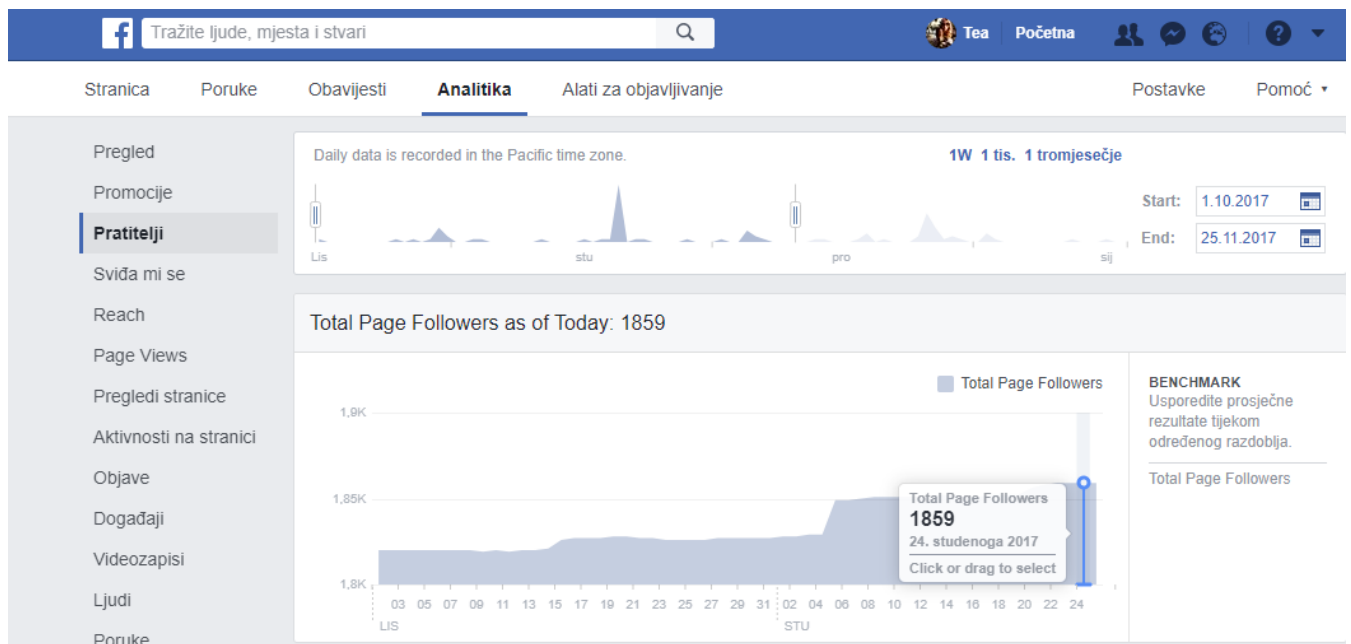 f Tražite ljude, mjesta i stvari Tea Početna
Stranica Poruke Obavijesti Analitika Alati za objavljivanje Postavke Pomoć
Pregled
Promocije
Pratitelji
Sviđa mi se
Reach
Page Views
Pregledi stranice
Aktivnosti na stranici
Objave
Događaji
Videozapisi
Ljudi
Poruke
Daily data is recorded in the Pacific time zone.
1W 1 tis. 1 tromjesečje
Start: 1.10.2017
End: 25.11.2017
Lis stu pro sij
Total Page Followers as of Today: 1859
Total Page Followers
1,9K
1,85K
1,8K
03 05 07 09 11 13 15 17 19 21 23 25 27 29 31 02 04 06 08 10 12 14 16 18 20 22 24
LIS STU
Total Page Followers
1859
24. studenoga 2017
Click or drag to select
BENCHMARK
Usporedite prosječne
rezultate tijekom
određenog razdoblja.
Total Page Followers